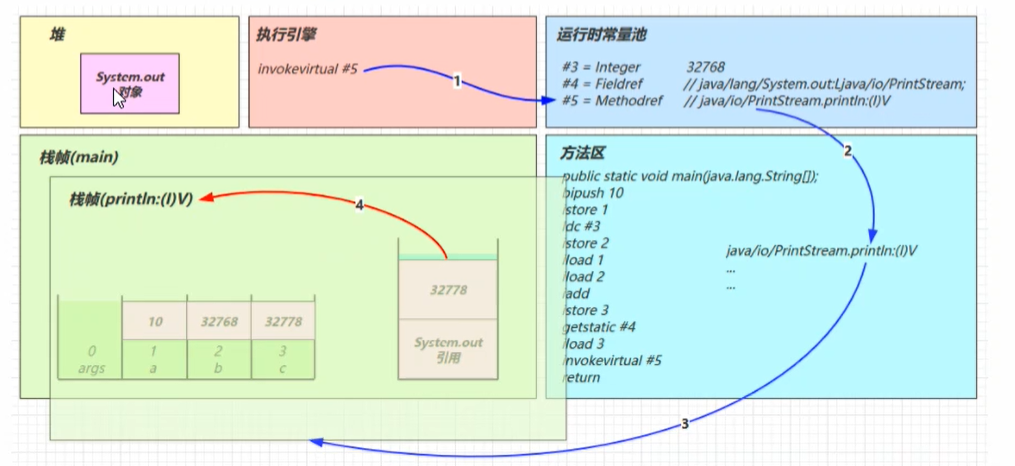 堆
System.out
对象
执行引擎
invokevirtual #5
1
运行时常量池
#3 = Integer 32768
#4 = Fieldref // java/lang/System.out:Ljava/io/PrintStream;
#5 = Methodref // java/io/PrintStream.println:(I)V
2
栈帧(main)
栈帧(println:(I)V)
4
32778
System.out
引用
10 32768 32778
0 1 2 3
args a b c
方法区
public static void main(java.lang.String[]);
bipush 10
istore 1
ldc #3
istore 2
iload 1
iload 2
iadd
istore 3
getstatic #4
iload 3
invokevirtual #5
return
java/io/PrintStream.println:(I)V
...
...
3